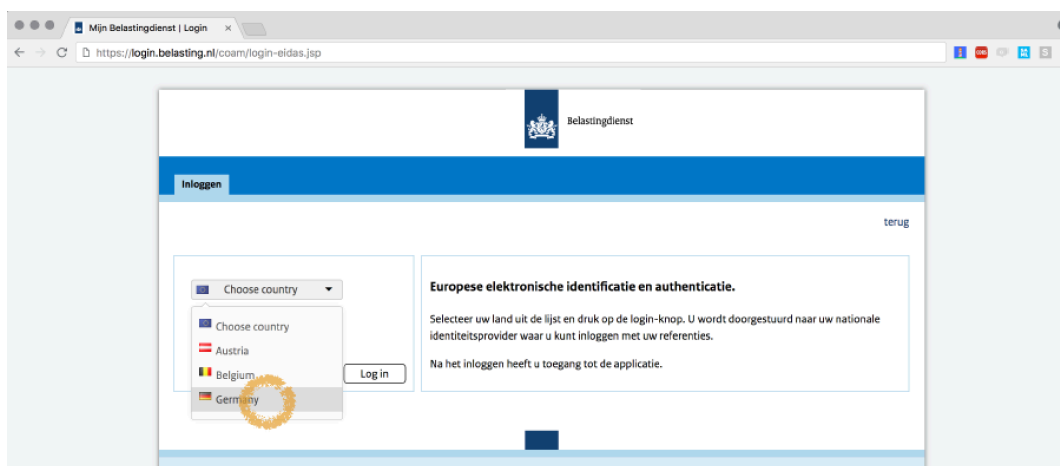 Mijn Belastingdienst | Login
https://login.belasting.nl/coam/login-eidas.jsp
Belastingdienst
Inloggen
terug
Choose country
Choose country
Austria
Belgium
Germany
Log in
Europese elektronische identificatie en authenticatie.
Selecteer uw land uit de lijst en druk op de login-knop. U wordt doorgestuurd naar uw nationale
identiteitsprovider waar u kunt inloggen met uw referenties.
Na het inloggen heeft u toegang tot de applicatie.